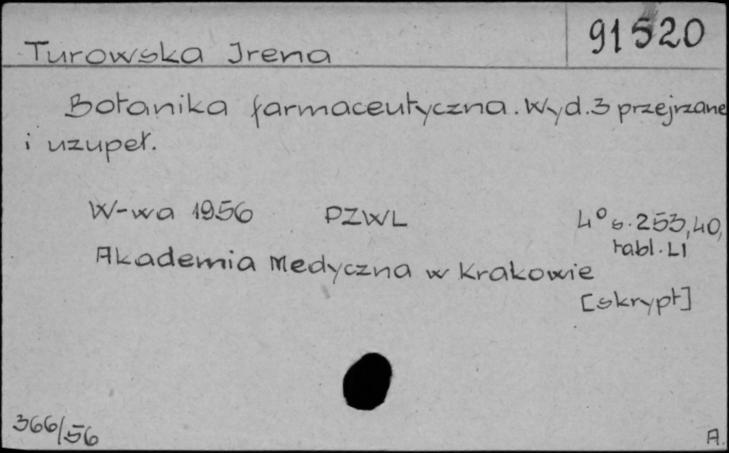 91520
Turowska Irena
Botanika farmaceutyczna. Wyd. 3 przejrzane
i uzupeł.
W-wa 1956 PZWL 4° s. 253, 40,
tabl. LI
Akademia Medyczna w Krakowie
[skrypt]
366/56
A.